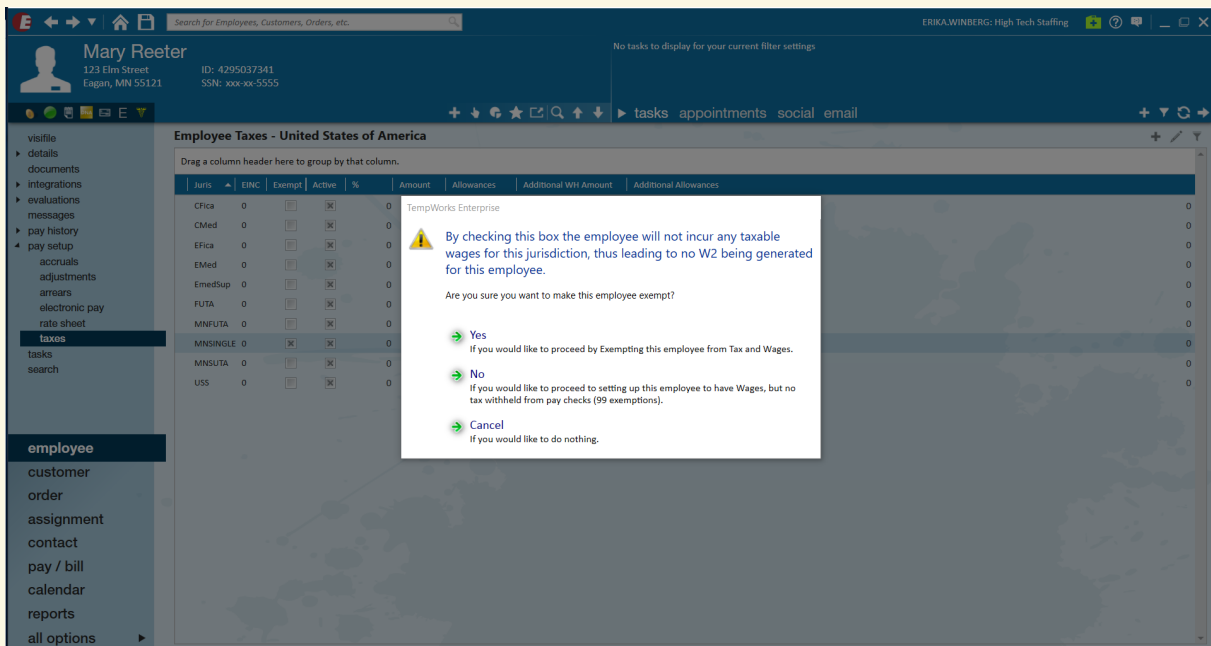 E
Search for Employees, Customers, Orders, etc.
ERIKA.WINBERG: High Tech Staffing
Mary Reeter
123 Elm Street
Eagan, MN 55121
ID: 4295037341
SSN: xxx-xx-5555
No tasks to display for your current filter settings
E
tasks appointments social email
visifile
details
documents
integrations
evaluations
messages
pay history
pay setup
accruals
adjustments
arrears
electronic pay
rate sheet
taxes
tasks
search
employee
customer
order
assignment
contact
pay / bill
calendar
reports
all options
Employee Taxes - United States of America
Drag a column header here to group by that column.
Juris EINC Exempt Active % Amount Allowances Additional WH Amount Additional Allowances
CFica 0 0 0
CMed 0 0 0
EFica 0 0 0
EMed 0 0 0
EmedSup 0 0 0
FUTA 0 0 0
MNFUTA 0 0 0
MNSINGLE 0 0 0
MNSUTA 0 0 0
USS 0 0 0
TempWorks Enterprise
By checking this box the employee will not incur any taxable
wages for this jurisdiction, thus leading to no W2 being generated
for this employee.
Are you sure you want to make this employee exempt?
Yes
If you would like to proceed by Exempting this employee from Tax and Wages.
No
If you would like to proceed to setting up this employee to have Wages, but no
tax withheld from pay checks (99 exemptions).
Cancel
If you would like to do nothing.